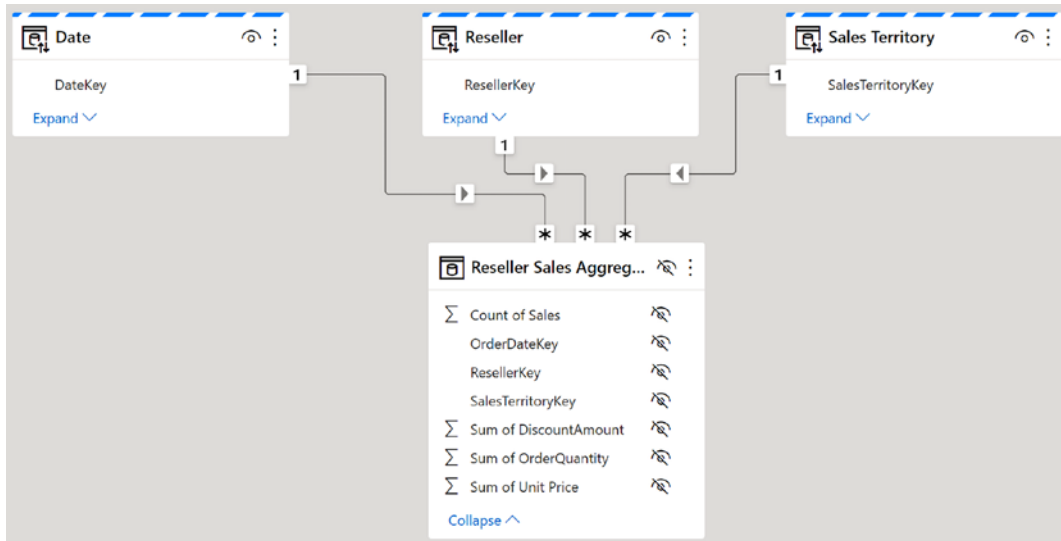 Date
DateKey
Expand
Reseller
ResellerKey
Expand
Sales Territory
SalesTerritoryKey
Expand
1
1
1
* * *
Reseller Sales Aggreg...
Σ Count of Sales
OrderDateKey
ResellerKey
SalesTerritoryKey
Σ Sum of DiscountAmount
Σ Sum of OrderQuantity
Σ Sum of Unit Price
Collapse